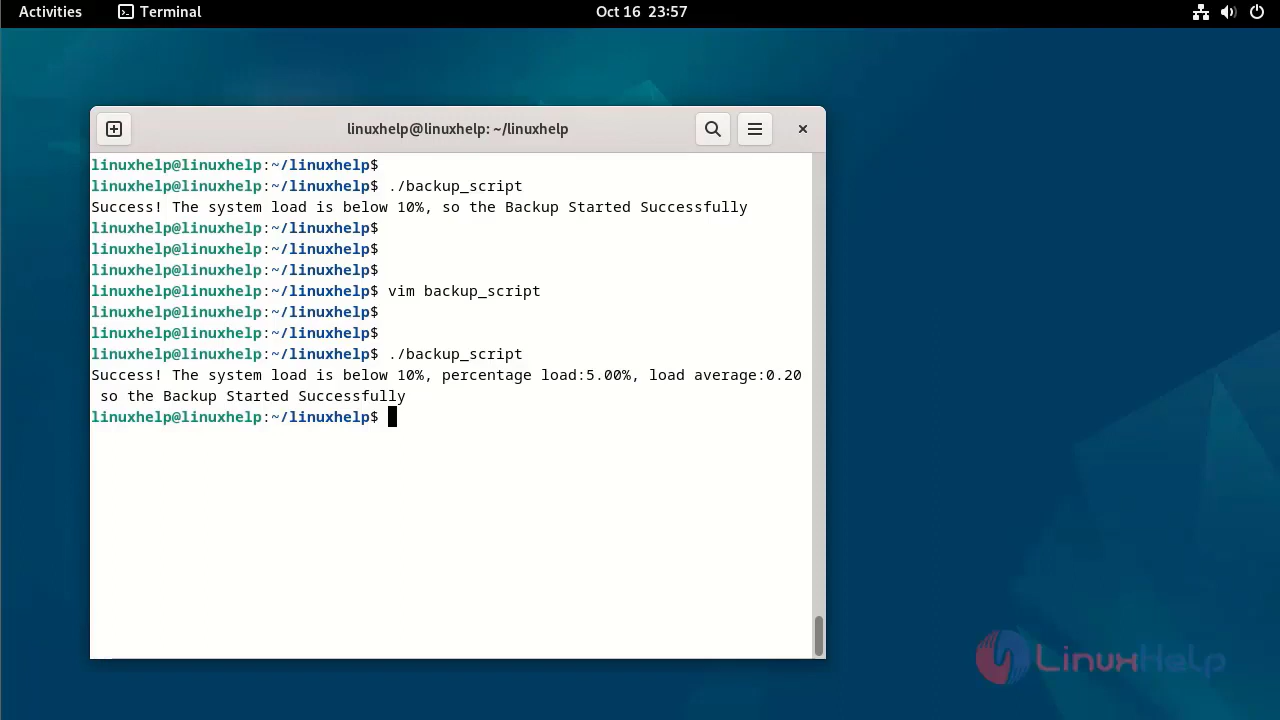 Activities Terminal Oct 16 23:57
linuxhelp@linuxhelp: ~/linuxhelp
linuxhelp@linuxhelp:~/linuxhelp$
linuxhelp@linuxhelp:~/linuxhelp$ ./backup_script
Success! The system load is below 10%, so the Backup Started Successfully
linuxhelp@linuxhelp:~/linuxhelp$
linuxhelp@linuxhelp:~/linuxhelp$
linuxhelp@linuxhelp:~/linuxhelp$
linuxhelp@linuxhelp:~/linuxhelp$ vim backup_script
linuxhelp@linuxhelp:~/linuxhelp$
linuxhelp@linuxhelp:~/linuxhelp$
linuxhelp@linuxhelp:~/linuxhelp$ ./backup_script
Success! The system load is below 10%, percentage load:5.00%, load average:0.20
 so the Backup Started Successfully
linuxhelp@linuxhelp:~/linuxhelp$
LinuxHelp